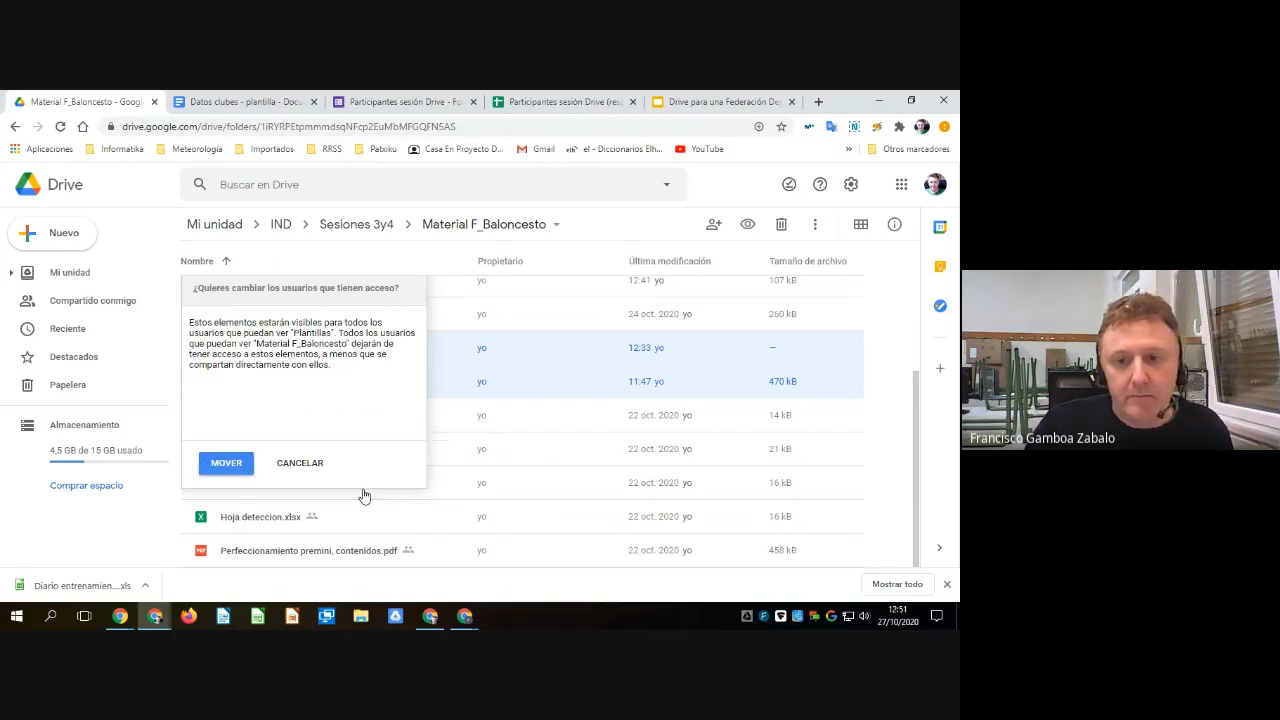 Material F_Baloncesto - Googl
Datos clubes - plantilla - Docu
Participantes sesión Drive - Fo
Participantes sesión Drive (resp
Drive para una Federación De
drive.google.com/drive/folders/1iRYRPEtpmmmdsqNFcp2EuMbMFGQFN5AS
Aplicaciones
Informatika
Meteorología
Importados
RRSS
Patxiku
Casa En Proyecto D...
Gmail
el - Diccionarios Elh...
YouTube
»
Otros marcadores
Drive
Buscar en Drive
Nuevo
Mi unidad
Compartido conmigo
Reciente
Destacados
Papelera
Almacenamiento
4,5 GB de 15 GB usado
Comprar espacio
Mi unidad > IND > Sesiones 3y4 > Material F_Baloncesto
Nombre
Propietario
Última modificación
Tamaño de archivo
yo 12:41 yo 107 kB
yo 24 oct. 2020 yo 260 kB
yo 12:33 yo —
yo 11:47 yo 470 kB
yo 22 oct. 2020 yo 14 kB
yo 22 oct. 2020 yo 21 kB
yo 22 oct. 2020 yo 16 kB
Hoja deteccion.xlsx yo 22 oct. 2020 yo 16 kB
Perfeccionamiento premini, contenidos.pdf yo 22 oct. 2020 yo 458 kB
¿Quieres cambiar los usuarios que tienen acceso?
Estos elementos estarán visibles para todos los
usuarios que puedan ver "Plantillas". Todos los usuarios
que puedan ver "Material F_Baloncesto" dejarán de
tener acceso a estos elementos, a menos que se
compartan directamente con ellos.
MOVER
CANCELAR
Diario entrenamien....xls
Mostrar todo
12:51
27/10/2020
Francisco Gamboa Zabalo